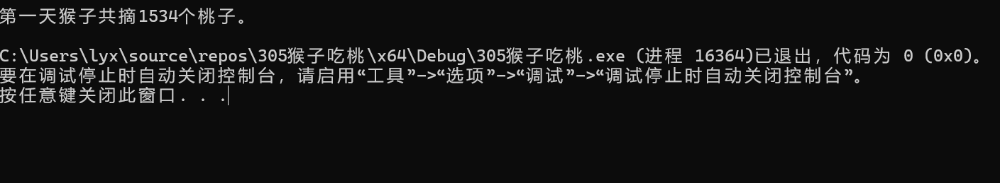 第一天猴子共摘1534个桃子。
C:\Users\lyx\source\repos\305猴子吃桃\x64\Debug\305猴子吃桃.exe (进程 16364)已退出，代码为 0 (0x0)。
要在调试停止时自动关闭控制台，请启用“工具”->“选项”->“调试”->“调试停止时自动关闭控制台”。
按任意键关闭此窗口. . .